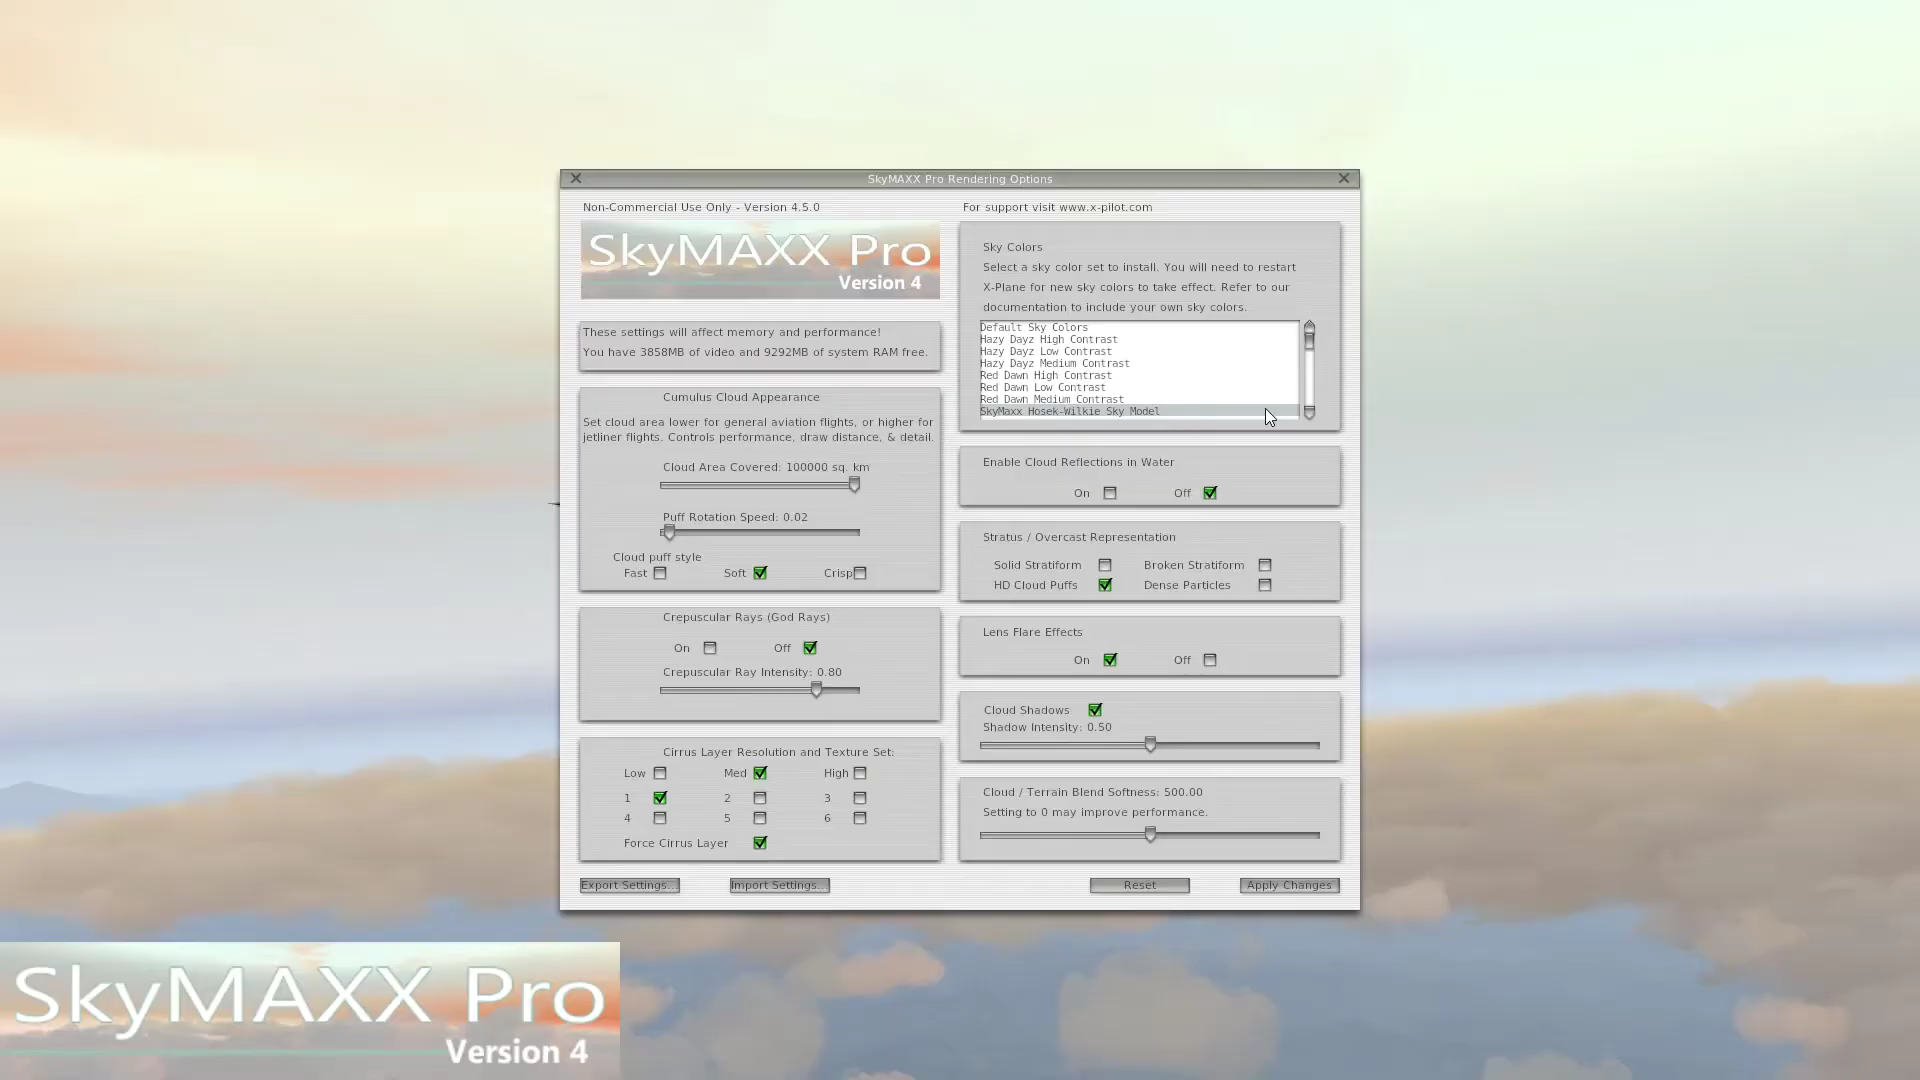 SkyMAXX Pro Rendering Options
Non-Commercial Use Only - Version 4.5.0
SkyMAXX Pro
Version 4
These settings will affect memory and performance!
You have 3858MB of video and 9292MB of system RAM free.
Cumulus Cloud Appearance
Set cloud area lower for general aviation flights, or higher for
jetliner flights. Controls performance, draw distance, & detail.
Cloud Area Covered: 100000 sq. km
Puff Rotation Speed: 0.02
Cloud puff style
Fast Soft Crisp
Crepuscular Rays (God Rays)
On Off
Crepuscular Ray Intensity: 0.80
Cirrus Layer Resolution and Texture Set:
Low Med High
1 2 3
4 5 6
Force Cirrus Layer
Export Settings... Import Settings...
For support visit www.x-pilot.com
Sky Colors
Select a sky color set to install. You will need to restart
X-Plane for new sky colors to take effect. Refer to our
documentation to include your own sky colors.
Default Sky Colors
Hazy Dayz High Contrast
Hazy Dayz Low Contrast
Hazy Dayz Medium Contrast
Red Dawn High Contrast
Red Dawn Low Contrast
Red Dawn Medium Contrast
SkyMaxx Hosek-Wilkie Sky Model
Enable Cloud Reflections in Water
On Off
Stratus / Overcast Representation
Solid Stratiform Broken Stratiform
HD Cloud Puffs Dense Particles
Lens Flare Effects
On Off
Cloud Shadows
Shadow Intensity: 0.50
Cloud / Terrain Blend Softness: 500.00
Setting to 0 may improve performance.
Reset Apply Changes
SkyMAXX Pro
Version 4